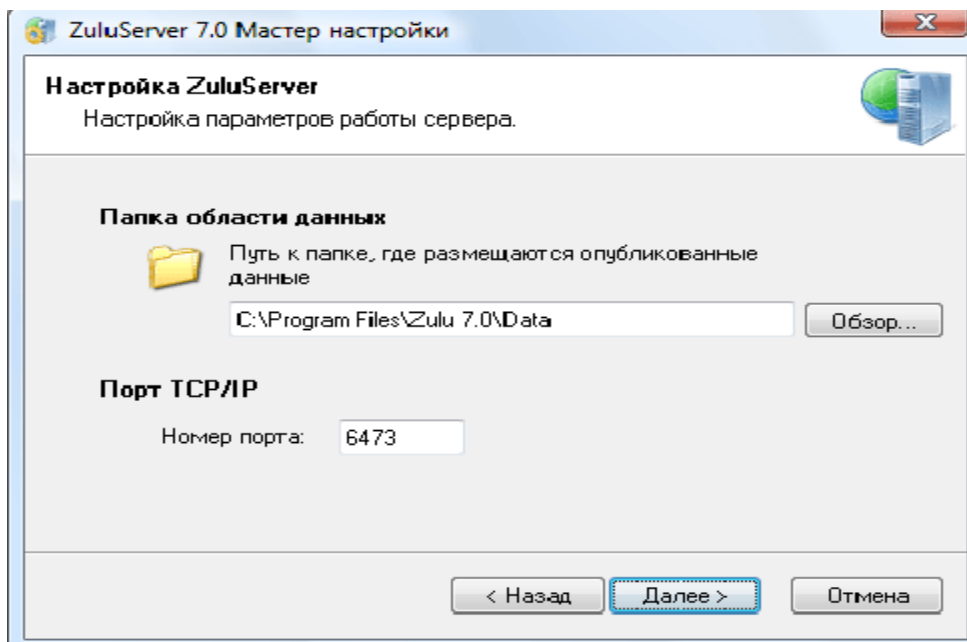 ZuluServer 7.0 Мастер настройки
Настройка ZuluServer
Настройка параметров работы сервера.
Папка области данных
Путь к папке, где размещаются опубликованные
данные
C:\Program Files\Zulu 7.0\Data
Обзор...
Порт TCP/IP
Номер порта:
6473
< Назад
Далее >
Отмена